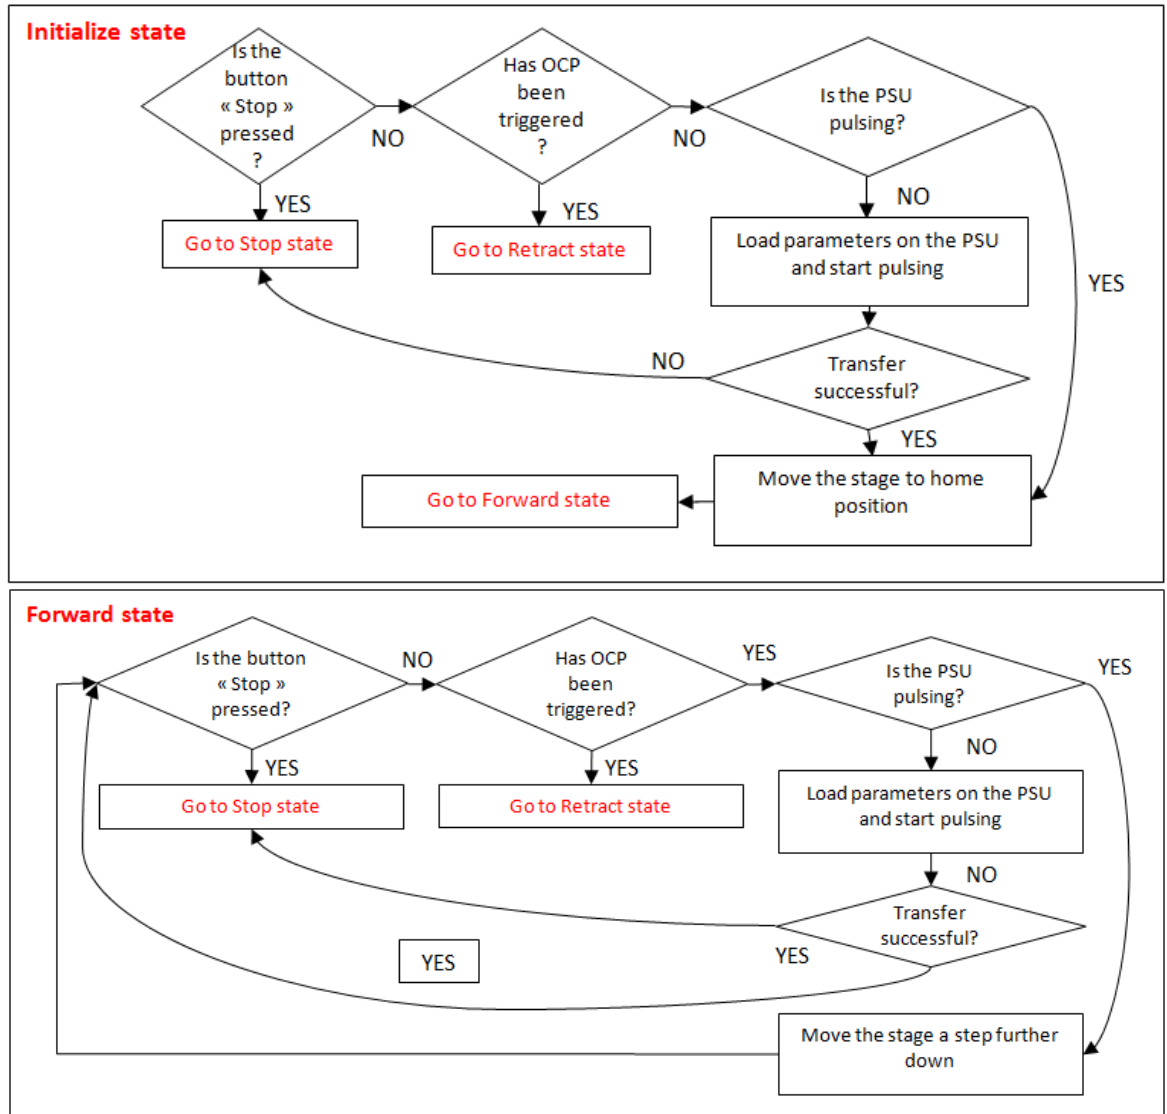 Initialize state
Is the
button
« Stop »
pressed
?
NO
YES
Go to Stop state
Has OCP
been
triggered
?
NO
YES
Go to Retract state
Is the PSU
pulsing?
NO
YES
Load parameters on the PSU
and start pulsing
Transfer
successful?
NO
YES
Move the stage to home
position
Go to Forward state
Forward state
Is the button
« Stop »
pressed?
NO
YES
Go to Stop state
Has OCP
been
triggered?
YES
YES
Go to Retract state
Is the PSU
pulsing?
YES
NO
Load parameters on the PSU
and start pulsing
NO
Transfer
successful?
YES
YES
Move the stage a step further
down